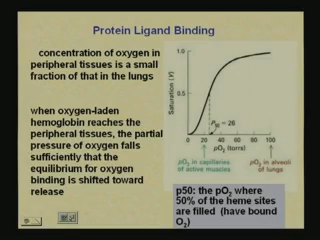 Protein Ligand Binding
concentration of oxygen in
peripheral tissues is a small
fraction of that in the lungs
when oxygen-laden
hemoglobin reaches the
peripheral tissues, the partial
pressure of oxygen falls
sufficiently that the
equilibrium for oxygen
binding is shifted toward
release
Saturation (Y)
1.0
0.5
P50 = 26
0 20 40 60 80 100
pO2 (torrs)
pO2 in capillaries
of active muscles
pO2 in alveoli
of lungs
p50: the pO2 where
50% of the heme sites
are filled (have bound
O2)